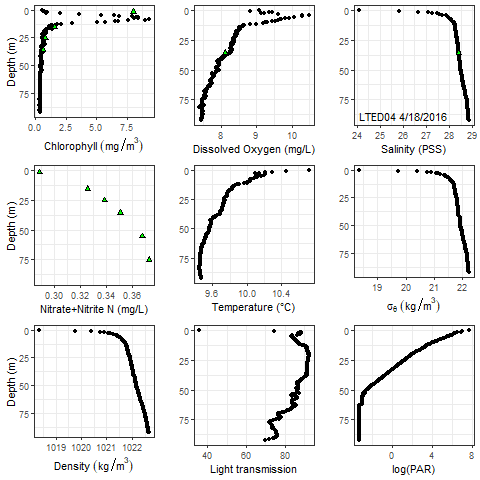 0
25
50
75
Depth (m)
0.0 2.5 5.0 7.5
Chlorophyll (mg/m³)
0
25
50
75
8 9 10
Dissolved Oxygen (mg/L)
0
25
50
75
LTED04 4/18/2016
24 25 26 27 28 29
Salinity (PSS)
0
25
50
75
Depth (m)
0.30 0.32 0.34 0.36
Nitrate+Nitrite N (mg/L)
0
25
50
75
9.6 10.0 10.4
Temperature (°C)
0
25
50
75
19 20 21 22
σθ (kg/m³)
0
25
50
75
Depth (m)
1019 1020 1021 1022
Density (kg/m³)
0
25
50
75
40 60 80
Light transmission
0
25
50
75
0 4 8
log(PAR)